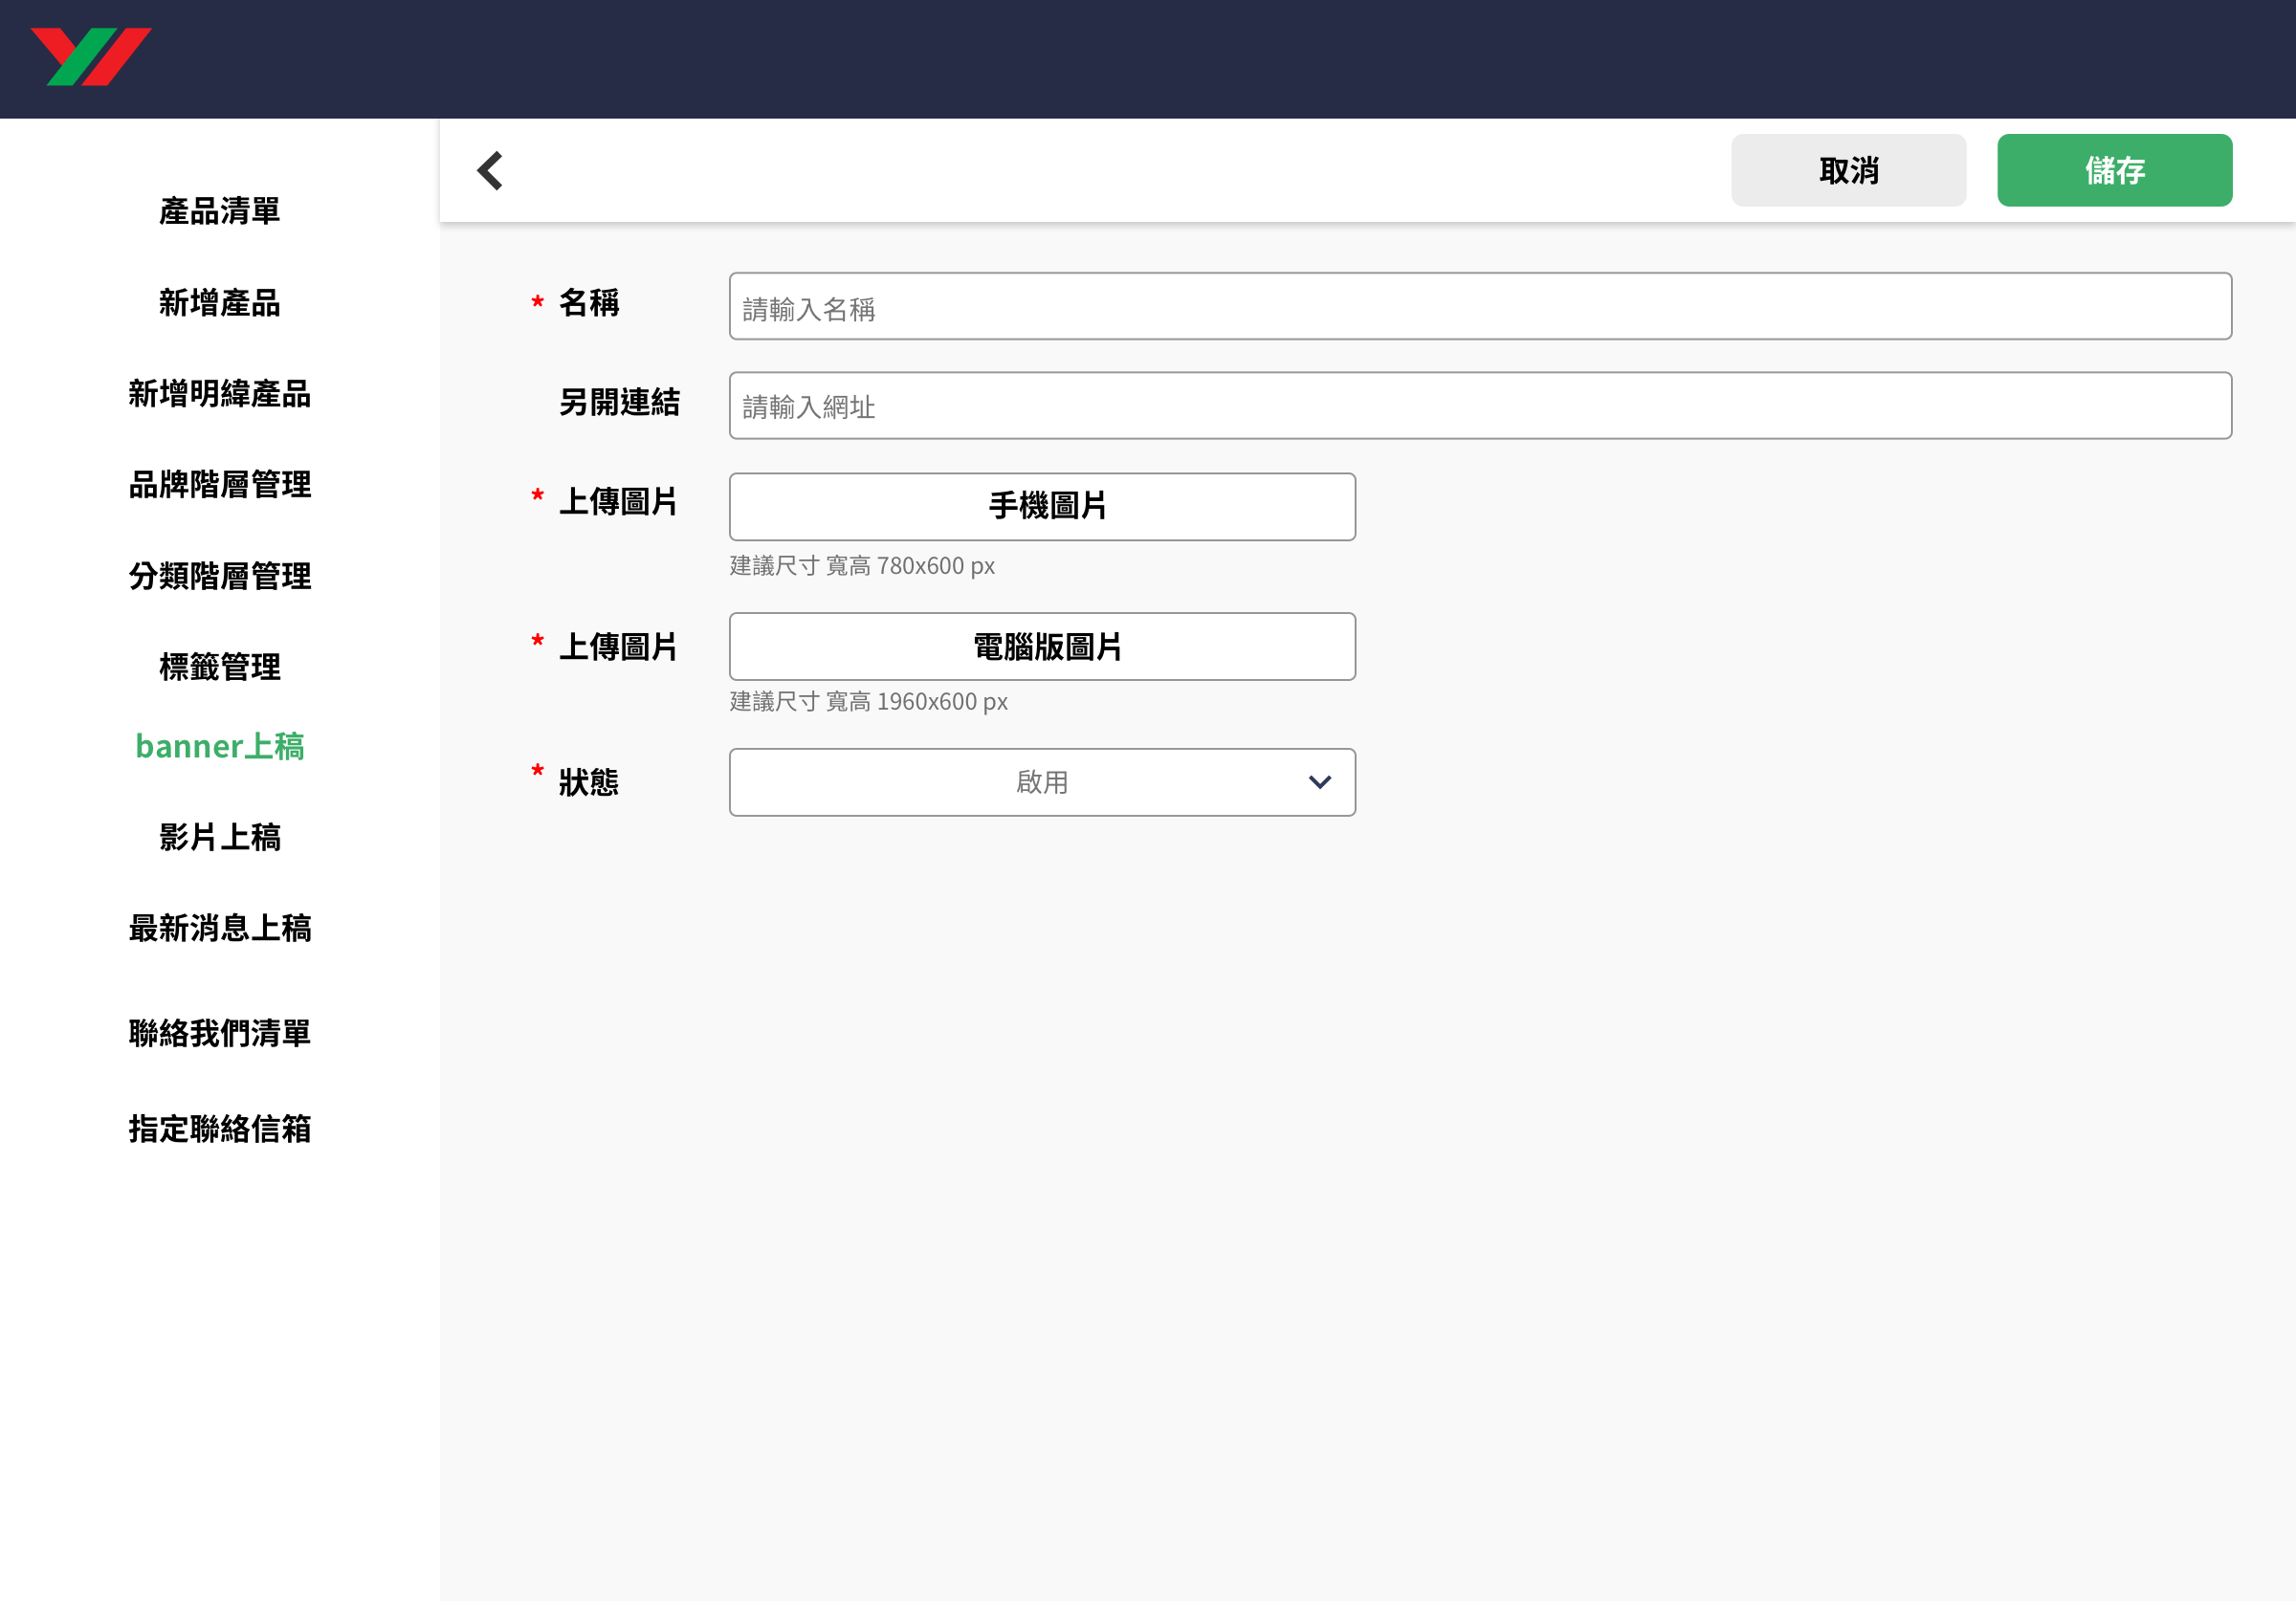 產品清單
新增產品
新增明緯產品
品牌階層管理
分類階層管理
標籤管理
banner上稿
影片上稿
最新消息上稿
聯絡我們清單
指定聯絡信箱
取消
儲存
* 名稱
請輸入名稱
另開連結
請輸入網址
* 上傳圖片
手機圖片
建議尺寸 寬高 780x600 px
* 上傳圖片
電腦版圖片
建議尺寸 寬高 1960x600 px
* 狀態
啟用